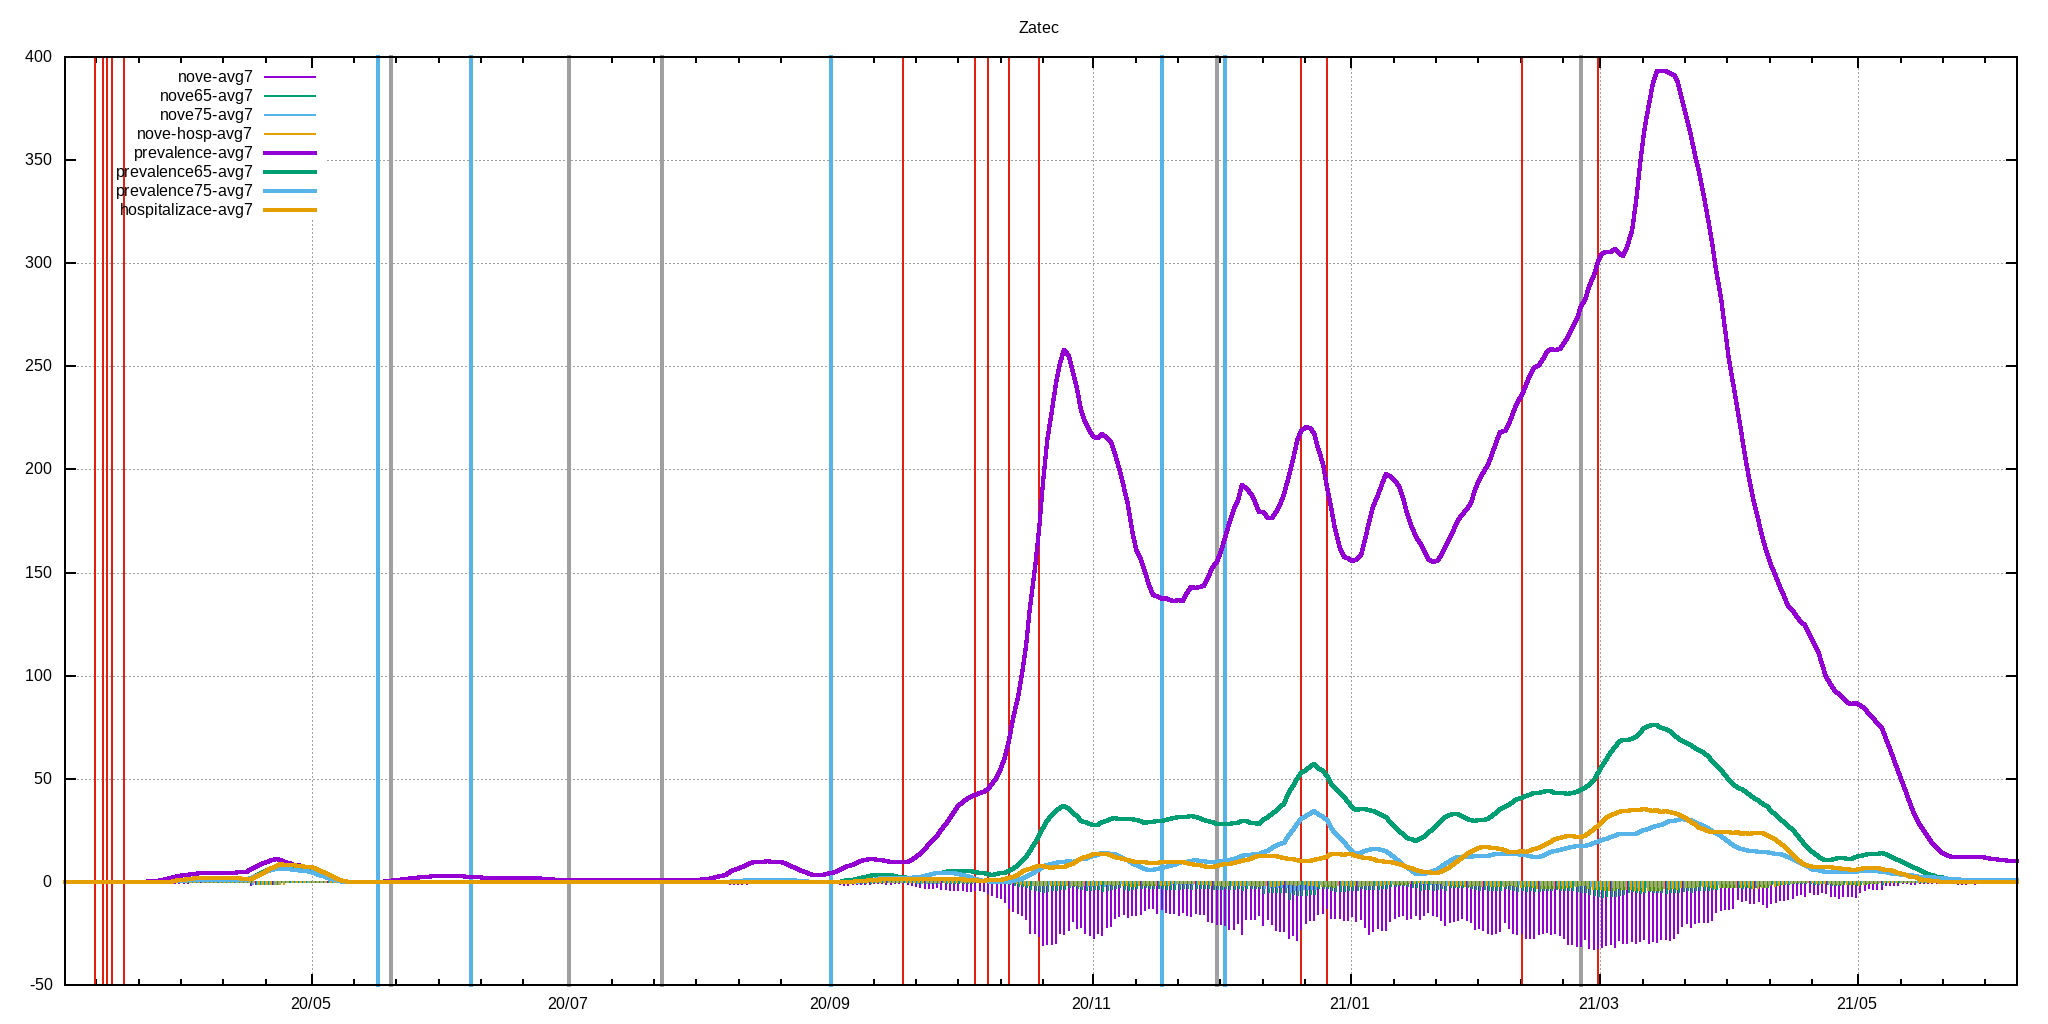 Zatec
400
350
300
250
200
150
100
50
0
-50
nove-avg7
nove65-avg7
nove75-avg7
nove-hosp-avg7
prevalence-avg7
prevalence65-avg7
prevalence75-avg7
hospitalizace-avg7
20/05
20/07
20/09
20/11
21/01
21/03
21/05